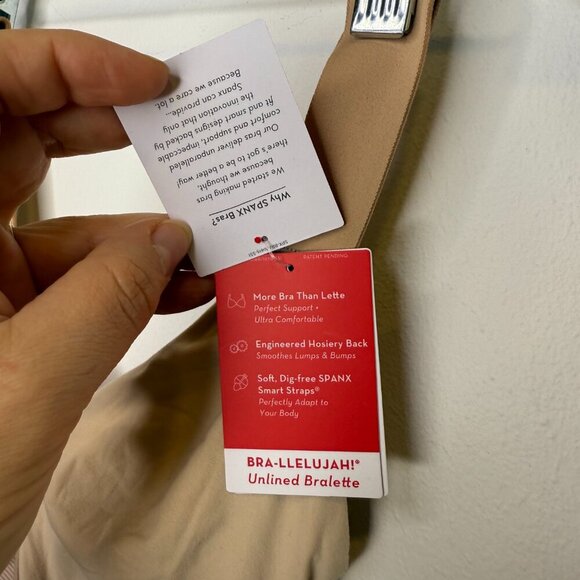 Why SPANX Bras?
We started making bras
because we thought,
there's got to be a better way!
Our bras deliver unparalleled
comfort and support, impeccable
fit and smart designs backed by
the innovation that only
Spanx can provide...
Because we care a lot.
PATENT PENDING
More Bra Than Lette
Perfect Support +
Ultra Comfortable
Engineered Hosiery Back
Smoothes Lumps & Bumps
Soft, Dig-free SPANX
Smart Straps®
Perfectly Adapt to
Your Body
BRA-LLELUJAH!®
Unlined Bralette